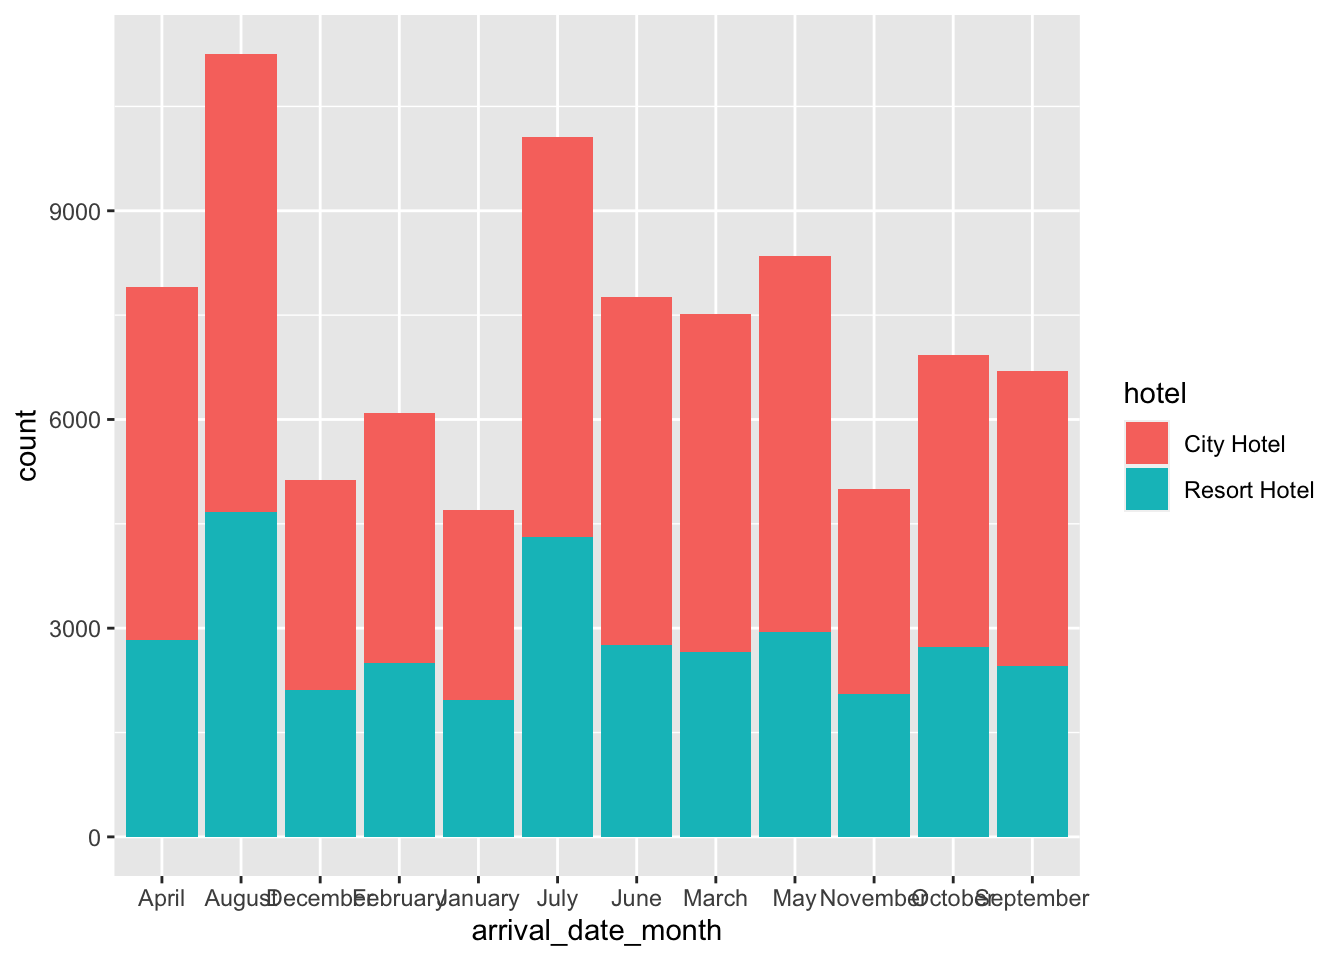 9000
6000
3000
0
count
April August December February January July June March May November October September
arrival_date_month
hotel
City Hotel
Resort Hotel